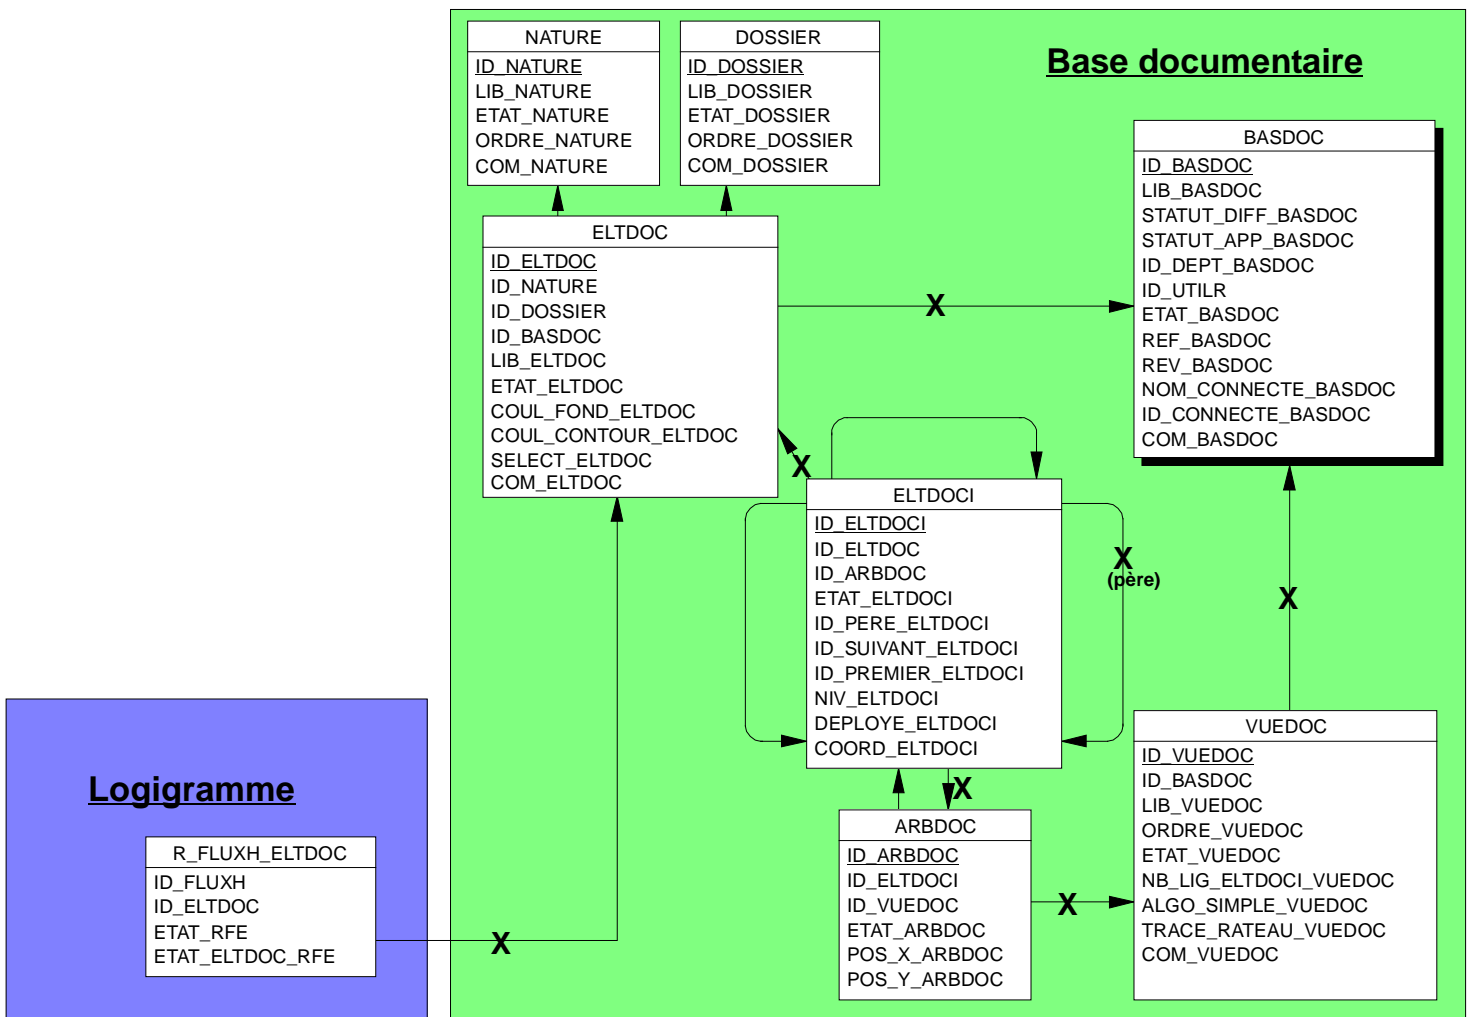 Base documentaire
NATURE
ID_NATURE
LIB_NATURE
ETAT_NATURE
ORDRE_NATURE
COM_NATURE
DOSSIER
ID_DOSSIER
LIB_DOSSIER
ETAT_DOSSIER
ORDRE_DOSSIER
COM_DOSSIER
BASDOC
ID_BASDOC
LIB_BASDOC
STATUT_DIFF_BASDOC
STATUT_APP_BASDOC
ID_DEPT_BASDOC
ID_UTILR
ETAT_BASDOC
REF_BASDOC
REV_BASDOC
NOM_CONNECTE_BASDOC
ID_CONNECTE_BASDOC
COM_BASDOC
ELTDOC
ID_ELTDOC
ID_NATURE
ID_DOSSIER
ID_BASDOC
LIB_ELTDOC
ETAT_ELTDOC
COUL_FOND_ELTDOC
COUL_CONTOUR_ELTDOC
SELECT_ELTDOC
COM_ELTDOC
X
X
ELTDOCI
ID_ELTDOCI
ID_ELTDOC
ID_ARBDOC
ETAT_ELTDOCI
ID_PERE_ELTDOCI
ID_SUIVANT_ELTDOCI
ID_PREMIER_ELTDOCI
NIV_ELTDOCI
DEPLOYE_ELTDOCI
COORD_ELTDOCI
X
(père)
X
X
VUEDOC
ID_VUEDOC
ID_BASDOC
LIB_VUEDOC
ORDRE_VUEDOC
ETAT_VUEDOC
NB_LIG_ELTDOCI_VUEDOC
ALGO_SIMPLE_VUEDOC
TRACE_RATEAU_VUEDOC
COM_VUEDOC
ARBDOC
ID_ARBDOC
ID_ELTDOCI
ID_VUEDOC
ETAT_ARBDOC
POS_X_ARBDOC
POS_Y_ARBDOC
X
Logigramme
R_FLUXH_ELTDOC
ID_FLUXH
ID_ELTDOC
ETAT_RFE
ETAT_ELTDOC_RFE
X